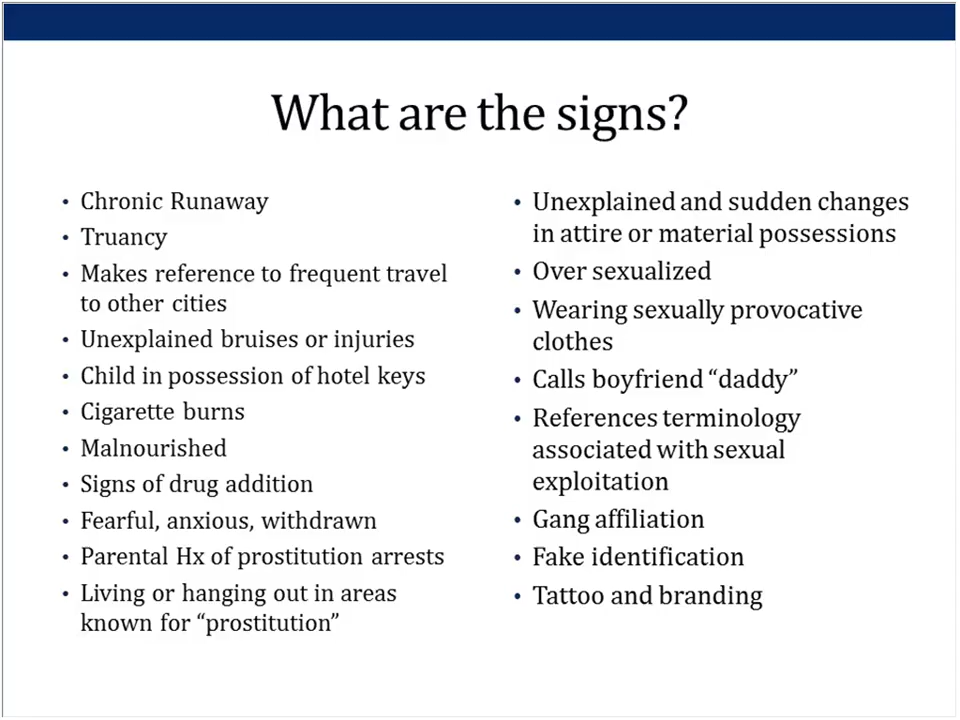 What are the signs?
• Chronic Runaway
• Truancy
• Makes reference to frequent travel
to other cities
• Unexplained bruises or injuries
• Child in possession of hotel keys
• Cigarette burns
• Malnourished
• Signs of drug addition
• Fearful, anxious, withdrawn
• Parental Hx of prostitution arrests
• Living or hanging out in areas
known for “prostitution”
• Unexplained and sudden changes
in attire or material possessions
• Over sexualized
• Wearing sexually provocative
clothes
• Calls boyfriend “daddy”
• References terminology
associated with sexual
exploitation
• Gang affiliation
• Fake identification
• Tattoo and branding